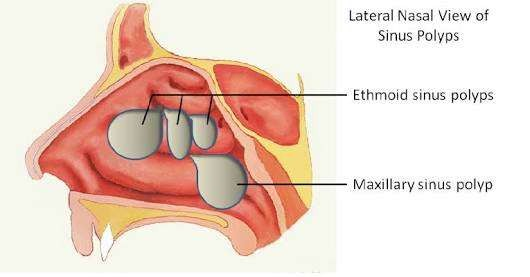 Lateral Nasal View of
Sinus Polyps
Ethmoid sinus polyps
Maxillary sinus polyp